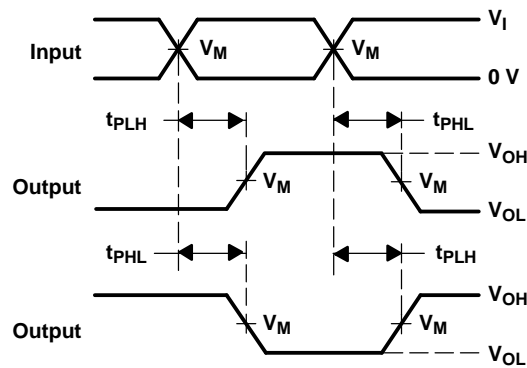 V_I
Input V_M V_M
0 V
t_PLH t_PHL
V_OH
Output V_M V_M
V_OL
t_PHL t_PLH
V_OH
Output V_M V_M
V_OL